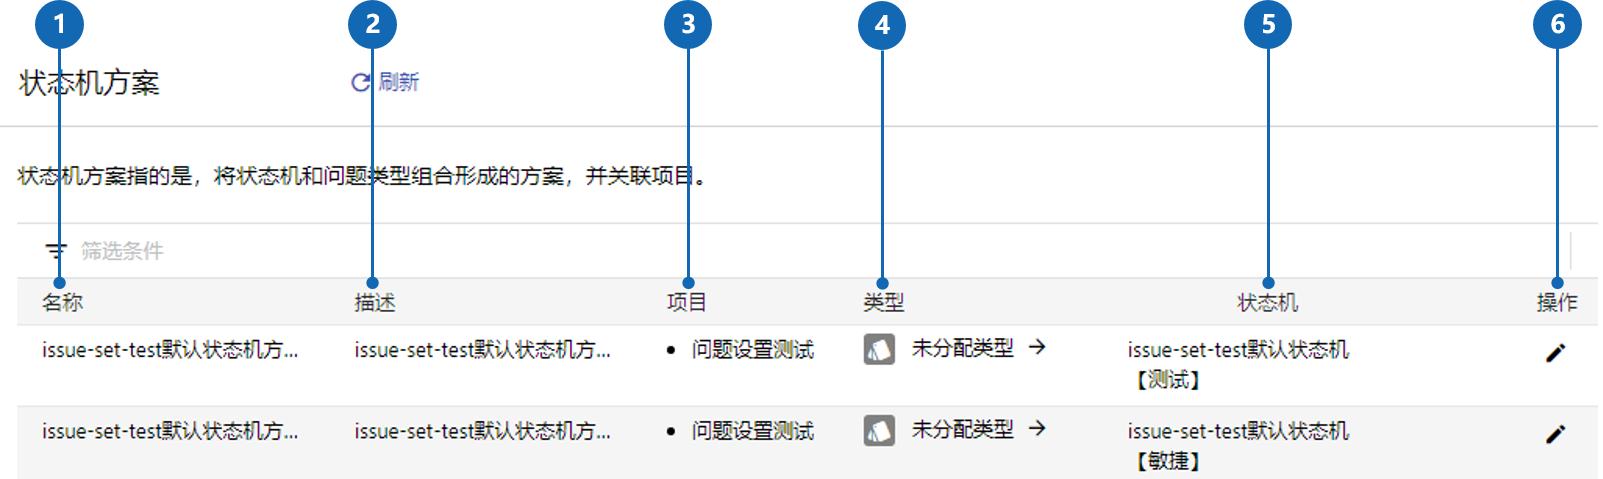 1 2 3 4 5 6
状态机方案 刷新
状态机方案指的是，将状态机和问题类型组合形成的方案，并关联项目。
筛选条件
名称 描述 项目 类型 状态机 操作
issue-set-test默认状态机方... issue-set-test默认状态机方... • 问题设置测试 未分配类型 → issue-set-test默认状态机
【测试】
issue-set-test默认状态机方... issue-set-test默认状态机方... • 问题设置测试 未分配类型 → issue-set-test默认状态机
【敏捷】